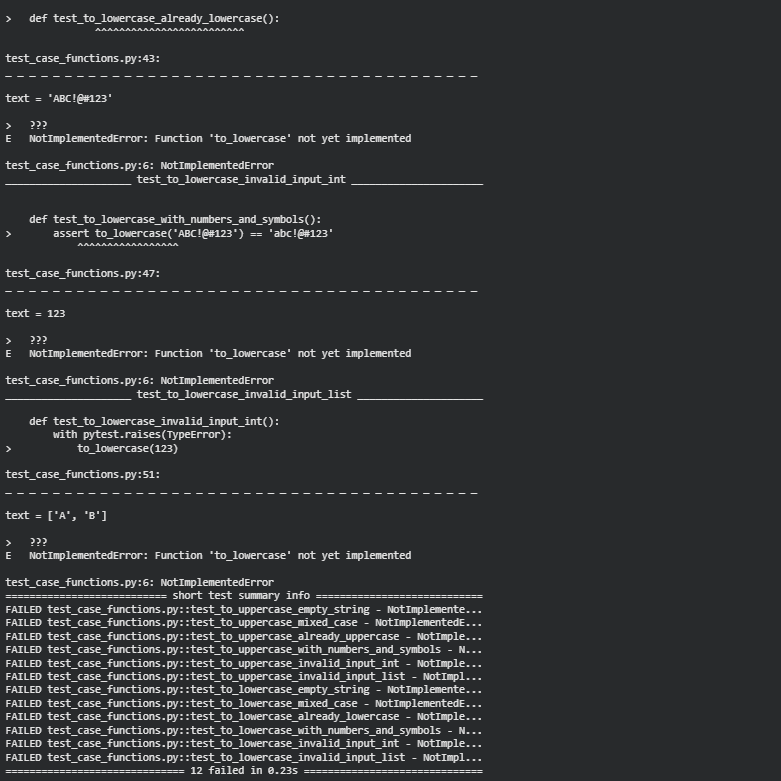 >   def test_to_lowercase_already_lowercase():
               ^^^^^^^^^^^^^^^^^^^^^^^^^
test_case_functions.py:43:
_ _ _ _ _ _ _ _ _ _ _ _ _ _ _ _ _ _ _ _ _ _ _ _ _ _ _ _ _ _ _ _ _ _ _ _ _ _ _ _
text = 'ABC!@#123'
>   ???
E   NotImplementedError: Function 'to_lowercase' not yet implemented
test_case_functions.py:6: NotImplementedError
_____________________ test_to_lowercase_invalid_input_int ______________________
    def test_to_lowercase_with_numbers_and_symbols():
>       assert to_lowercase('ABC!@#123') == 'abc!@#123'
            ^^^^^^^^^^^^^^^^^
test_case_functions.py:47:
_ _ _ _ _ _ _ _ _ _ _ _ _ _ _ _ _ _ _ _ _ _ _ _ _ _ _ _ _ _ _ _ _ _ _ _ _ _ _ _
text = 123
>   ???
E   NotImplementedError: Function 'to_lowercase' not yet implemented
test_case_functions.py:6: NotImplementedError
_____________________ test_to_lowercase_invalid_input_list _____________________
    def test_to_lowercase_invalid_input_int():
        with pytest.raises(TypeError):
>           to_lowercase(123)
test_case_functions.py:51:
_ _ _ _ _ _ _ _ _ _ _ _ _ _ _ _ _ _ _ _ _ _ _ _ _ _ _ _ _ _ _ _ _ _ _ _ _ _ _ _
text = ['A', 'B']
>   ???
E   NotImplementedError: Function 'to_lowercase' not yet implemented
test_case_functions.py:6: NotImplementedError
=========================== short test summary info ============================
FAILED test_case_functions.py::test_to_uppercase_empty_string - NotImplemente...
FAILED test_case_functions.py::test_to_uppercase_mixed_case - NotImplementedE...
FAILED test_case_functions.py::test_to_uppercase_already_uppercase - NotImple...
FAILED test_case_functions.py::test_to_uppercase_with_numbers_and_symbols - N...
FAILED test_case_functions.py::test_to_uppercase_invalid_input_int - NotImple...
FAILED test_case_functions.py::test_to_uppercase_invalid_input_list - NotImpl...
FAILED test_case_functions.py::test_to_lowercase_empty_string - NotImplemente...
FAILED test_case_functions.py::test_to_lowercase_mixed_case - NotImplementedE...
FAILED test_case_functions.py::test_to_lowercase_already_lowercase - NotImple...
FAILED test_case_functions.py::test_to_lowercase_with_numbers_and_symbols - N...
FAILED test_case_functions.py::test_to_lowercase_invalid_input_int - NotImple...
FAILED test_case_functions.py::test_to_lowercase_invalid_input_list - NotImpl...
============================== 12 failed in 0.23s ==============================